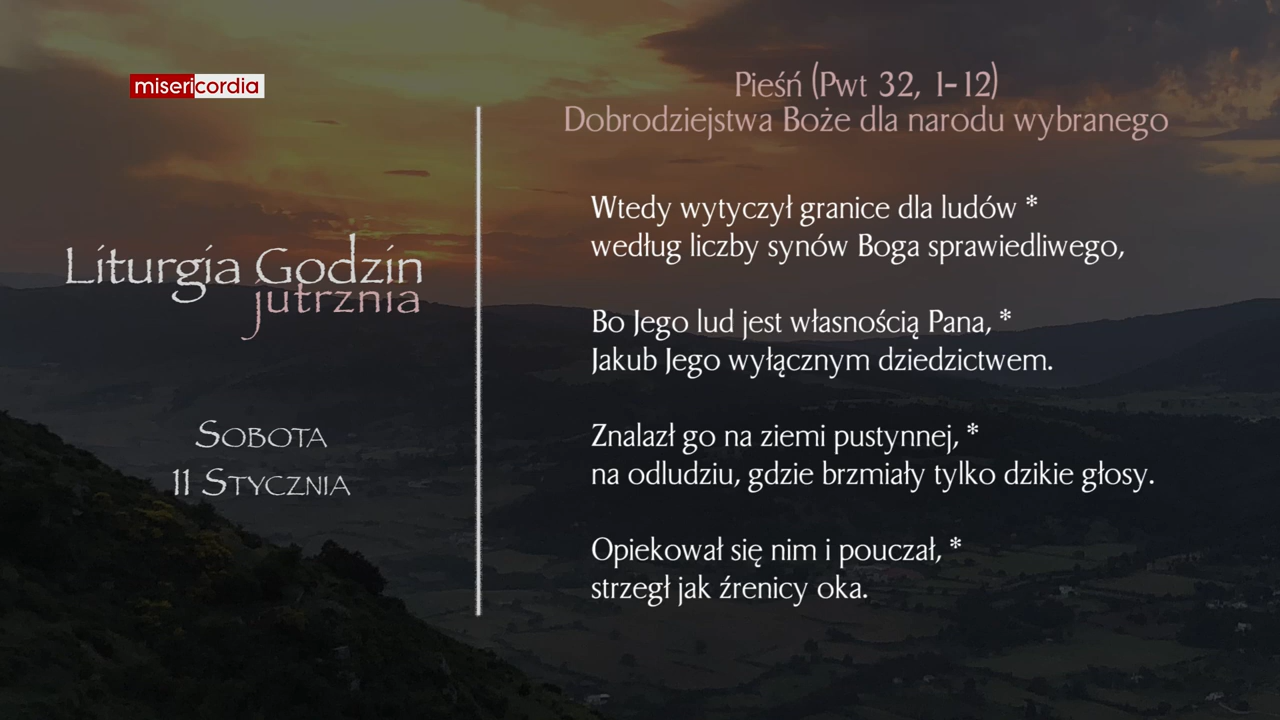 misericordia
Liturgia Godzin
jutrznia
Sobota
11 Stycznia
Pieśń (Pwt 32, 1-12)
Dobrodziejstwa Boże dla narodu wybranego
Wtedy wytyczył granice dla ludów *
według liczby synów Boga sprawiedliwego,
Bo Jego lud jest własnością Pana, *
Jakub Jego wyłącznym dziedzictwem.
Znalazł go na ziemi pustynnej, *
na odludziu, gdzie brzmiały tylko dzikie głosy.
Opiekował się nim i pouczał, *
strzegł jak źrenicy oka.